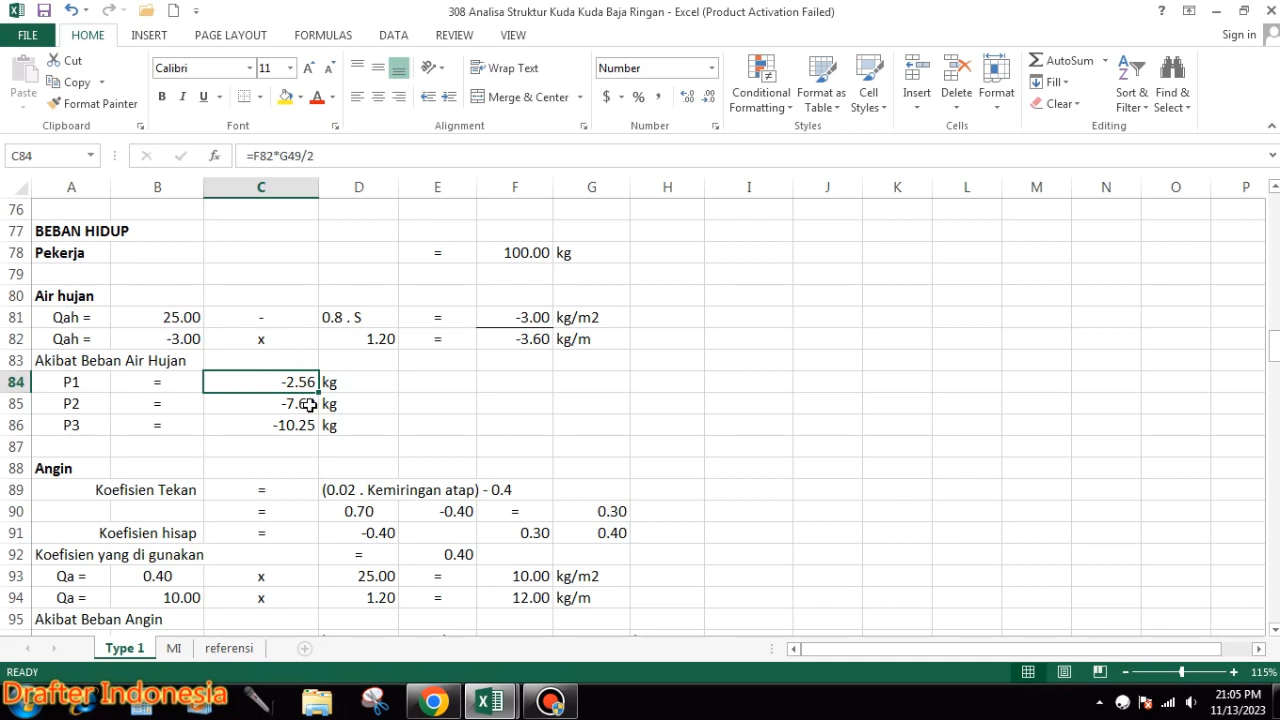 308 Analisa Struktur Kuda Kuda Baja Ringan - Excel (Product Activation Failed)
FILE HOME INSERT PAGE LAYOUT FORMULAS DATA REVIEW VIEW Sign in
Paste Cut Copy Format Painter Clipboard
Calibri 11 B I U A Font
Wrap Text Merge & Center Alignment
Number $ % , Number
Conditional Formatting Format as Table Cell Styles Styles
Insert Delete Format Cells
AutoSum Fill Clear Sort & Filter Find & Select Editing
C84 fx =F82*G49/2
A B C D E F G H I J K L M N O P
76
77 BEBAN HIDUP
78 Pekerja = 100.00 kg
79
80 Air hujan
81 Qah = 25.00 - 0.8 . S = -3.00 kg/m2
82 Qah = -3.00 x 1.20 = -3.60 kg/m
83 Akibat Beban Air Hujan
84 P1 = -2.56 kg
85 P2 = kg
86 P3 = -10.25 kg
87
88 Angin
89 Koefisien Tekan = (0.02 . Kemiringan atap) - 0.4
90 = 0.70 -0.40 = 0.30
91 Koefisien hisap = -0.40 0.30 0.40
92 Koefisien yang di gunakan = 0.40
93 Qa = 0.40 x 25.00 = 10.00 kg/m2
94 Qa = 10.00 x 1.20 = 12.00 kg/m
95 Akibat Beban Angin
Type 1 MI referensi
READY 115%
Drafter Indonesia
21:05 PM
11/13/2023